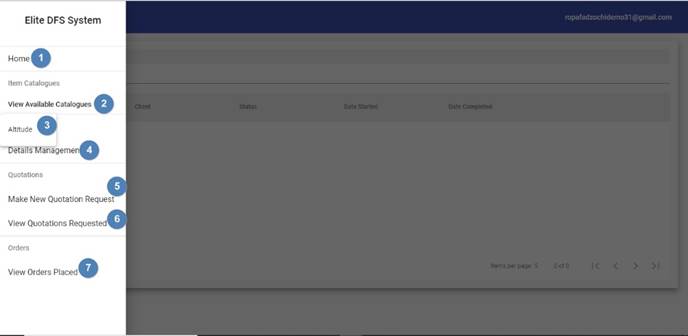 Elite DFS System
ropafadzochidemo31@gmail.com
Home 1
Item Catalogues
View Available Catalogues 2
Client Status Date Started Date Completed
Altitude 3
Details Management 4
Quotations
5
Make New Quotation Request
View Quotations Requested 6
Orders
View Orders Placed 7
Items per page: 5 0 of 0 |< < > >|